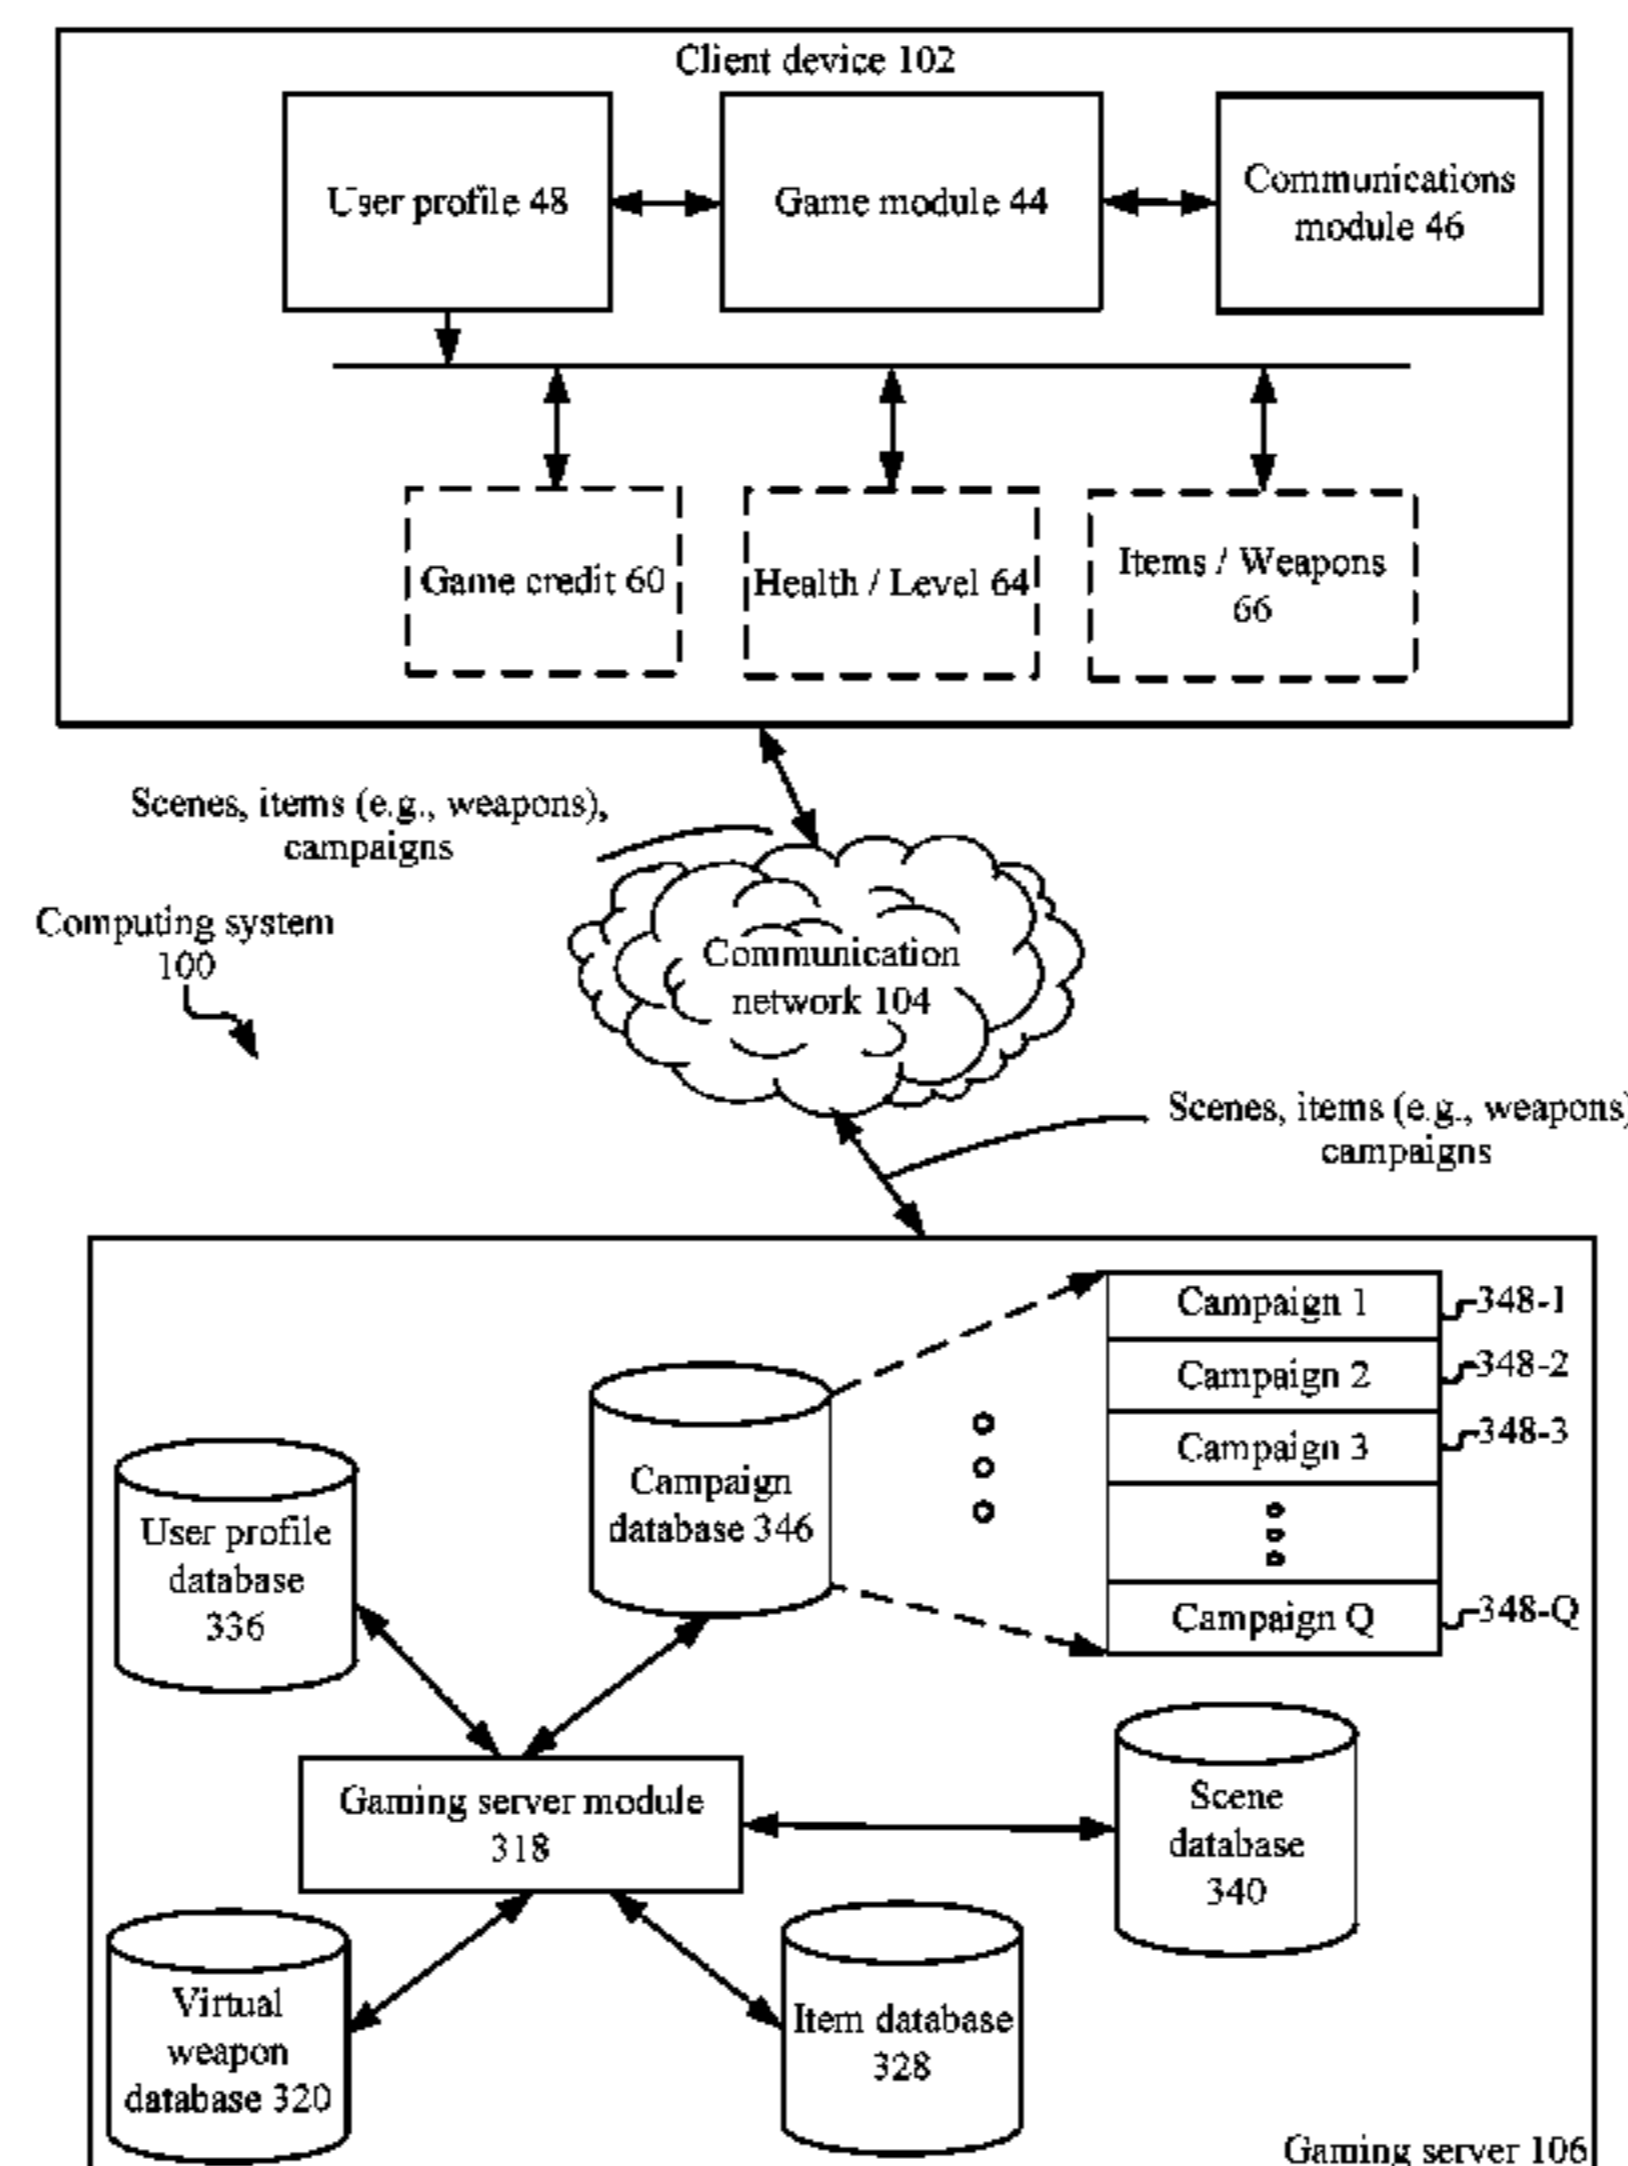 Client device 102
User profile 48
Game module 44
Communications
module 46
Game credit 60
Health / Level 64
Items / Weapons
66
Scenes, items (e.g., weapons),
campaigns
Computing system
100
Communication
network 104
Scenes, items (e.g., weapons)
campaigns
Campaign 1
348-1
Campaign 2
348-2
Campaign 3
348-3
Campaign Q
348-Q
Campaign
database 346
User profile
database
336
Gaming server module
318
Scene
database
340
Virtual
weapon
database 320
Item database
328
Gaming server 106